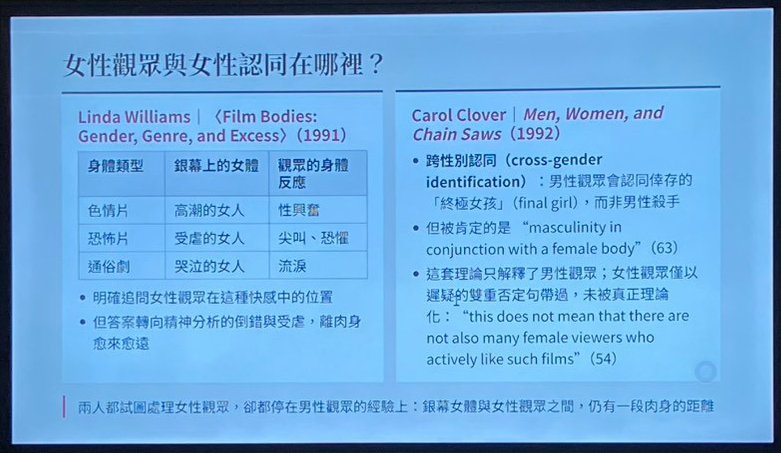 女性觀眾與女性認同在哪裡？
Linda Williams｜〈Film Bodies:
Gender, Genre, and Excess〉（1991）
身體類型 銀幕上的女體 觀眾的身體
反應
色情片 高潮的女人 性興奮
恐怖片 受虐的女人 尖叫、恐懼
通俗劇 哭泣的女人 流淚
• 明確追問女性觀眾在這種快感中的位置
• 但答案轉向精神分析的倒錯與受虐，離肉身
愈來愈遠
Carol Clover｜Men, Women, and
Chain Saws（1992）
• 跨性別認同（cross-gender
identification）：男性觀眾會認同倖存的
「終極女孩」（final girl），而非男性殺手
• 但被肯定的是 “masculinity in
conjunction with a female body”（63）
• 這套理論只解釋了男性觀眾；女性觀眾僅以
遲疑的雙重否定句帶過，未被真正理論
化：“this does not mean that there are
not also many female viewers who
actively like such films”（54）
兩人都試圖處理女性觀眾，卻都停在男性觀眾的經驗上：銀幕女體與女性觀眾之間，仍有一段肉身的距離